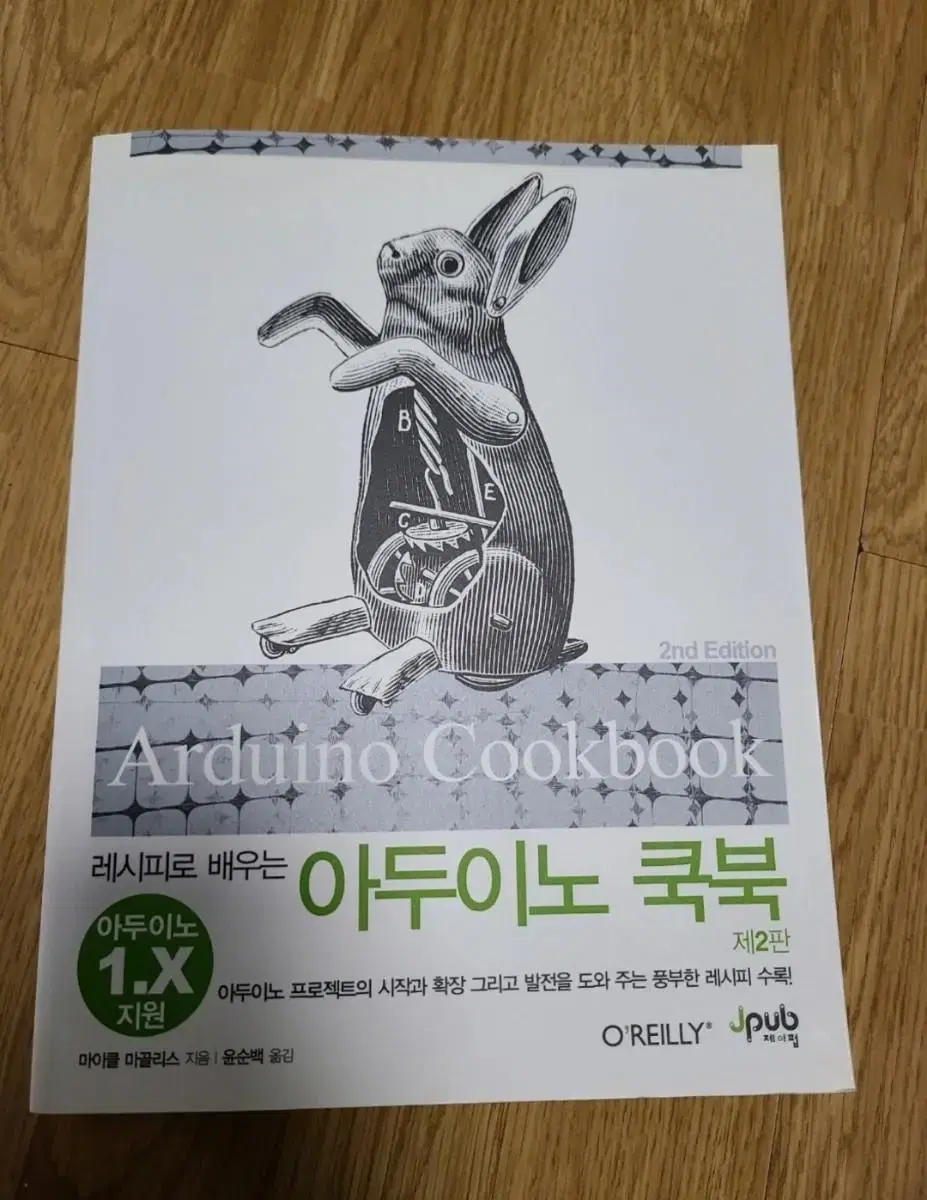 B
E
C
D
2nd Edition
Arduino Cookbook
레시피로 배우는 아두이노 쿡북
제2판
아두이노
1.X
지원
아두이노 프로젝트의 시작과 확장 그리고 발전을 도와 주는 풍부한 레시피 수록!
O'REILLY®
Jpub
제이펍
마이클 마골리스 지음 | 윤순백 옮김